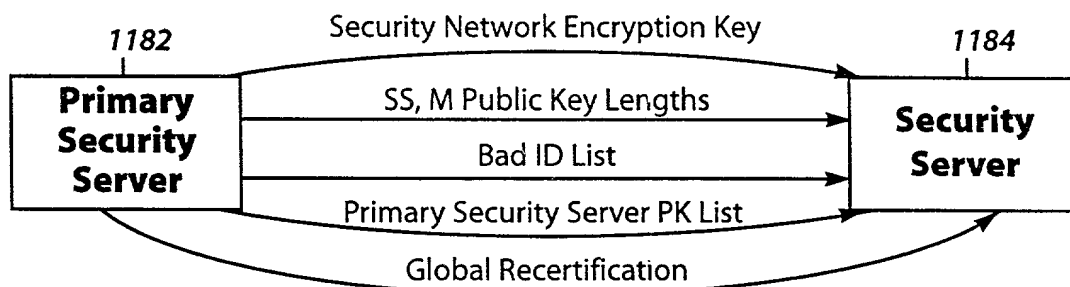 Security Network Encryption Key
1182
1184
Primary
Security
Server
SS, M Public Key Lengths
Bad ID List
Primary Security Server PK List
Global Recertification
Security
Server